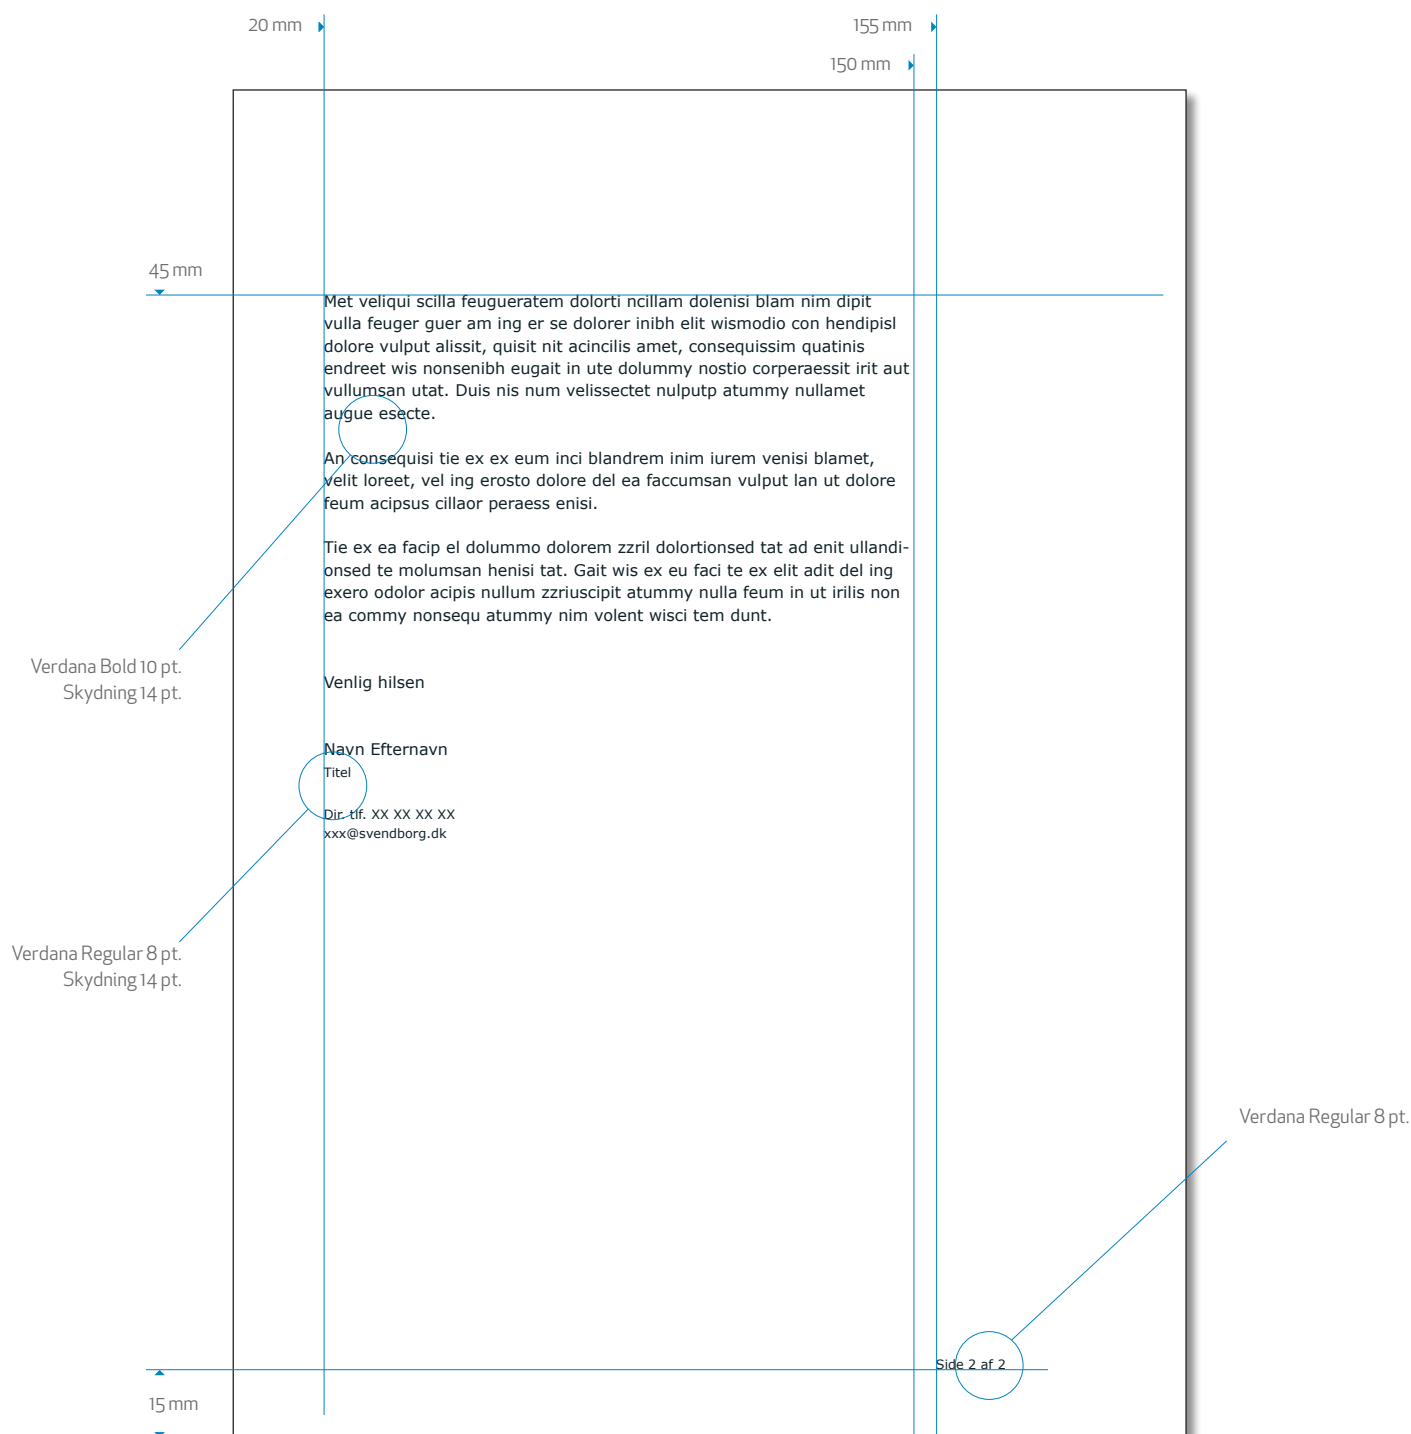 20 mm
155 mm
150 mm
45 mm
Met veliqui scilla feugueratem dolorti ncillam dolenisi blam nim dipit
vulla feuger guer am ing er se dolorer inibh elit wismodio con hendipisl
dolore vulput alissit, quisit nit acincilis amet, consequissim quatinis
endreet wis nonsenibh eugait in ute dolummy nostio corperaessit irit aut
vullumsan utat. Duis nis num velissectet nulputp atummy nullamet
augue esecte.
An consequisi tie ex ex eum inci blandrem inim iurem venisi blamet,
velit loreet, vel ing erosto dolore del ea faccumsan vulput lan ut dolore
feum acipsus cillaor peraess enisi.
Tie ex ea facip el dolummo dolorem zzril dolortionsed tat ad enit ullandi-
onsed te molumsan henisi tat. Gait wis ex eu faci te ex elit adit del ing
exero odolor acipis nullum zzriuscipit atummy nulla feum in ut irilis non
ea commy nonsequ atummy nim volent wisci tem dunt.
Verdana Bold 10 pt.
Skydning 14 pt.
Venlig hilsen
Navn Efternavn
Titel
Dir. tlf. XX XX XX XX
xxx@svendborg.dk
Verdana Regular 8 pt.
Skydning 14 pt.
Verdana Regular 8 pt.
Side 2 af 2
15 mm